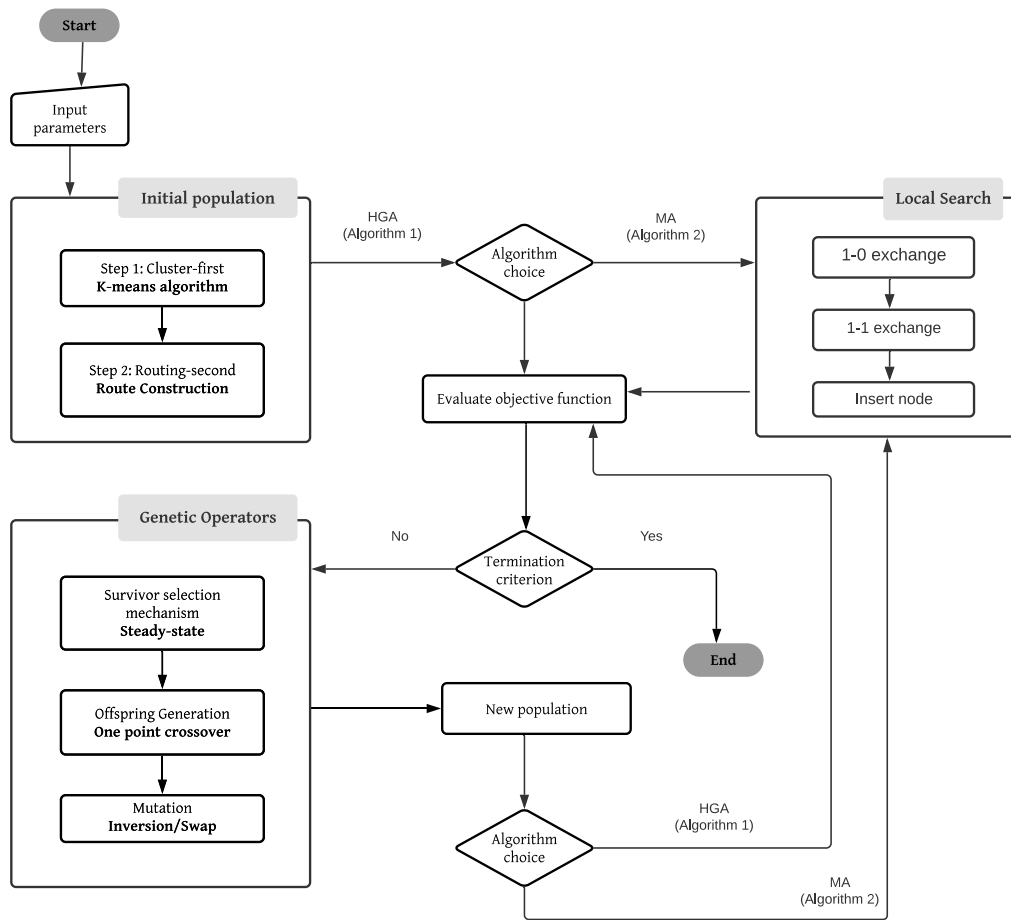 Start
Input
parameters
Initial population
Step 1: Cluster-first
K-means algorithm
Step 2: Routing-second
Route Construction
HGA
(Algorithm 1)
Algorithm
choice
MA
(Algorithm 2)
Local Search
1-0 exchange
1-1 exchange
Insert node
Evaluate objective function
Genetic Operators
Survivor selection
mechanism
Steady-state
Offspring Generation
One point crossover
Mutation
Inversion/Swap
No
Termination
criterion
Yes
End
New population
Algorithm
choice
HGA
(Algorithm 1)
MA
(Algorithm 2)